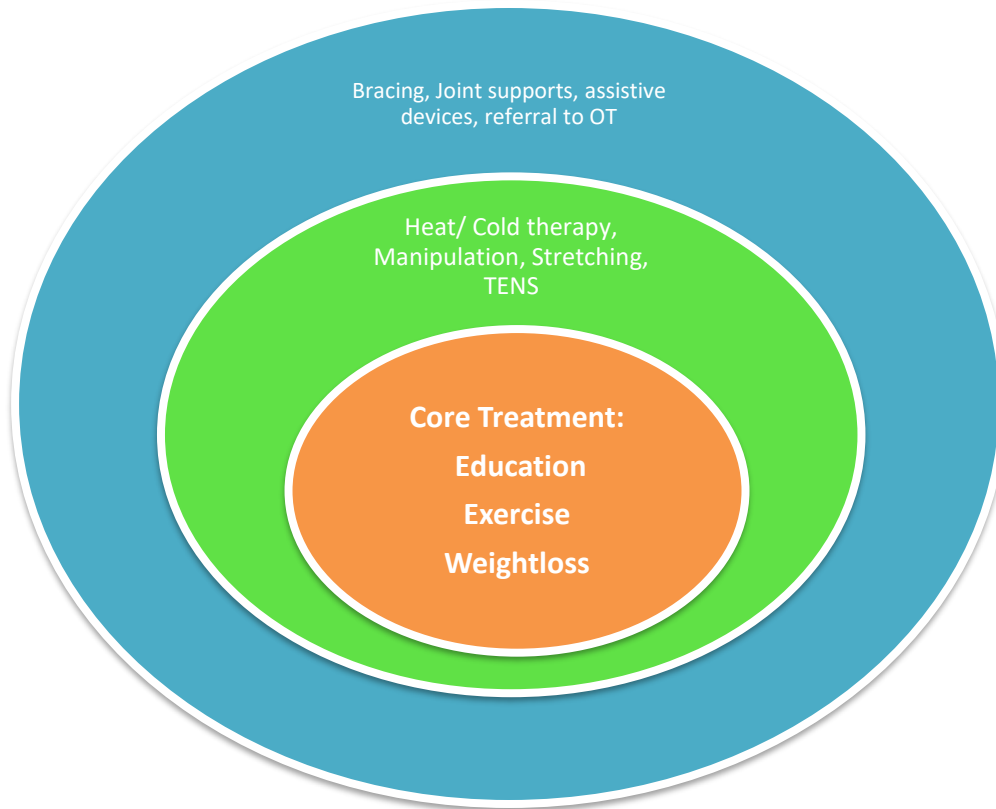 Bracing, Joint supports, assistive
devices, referral to OT
Heat/ Cold therapy,
Manipulation, Stretching,
TENS
Core Treatment:
Education
Exercise
Weightloss